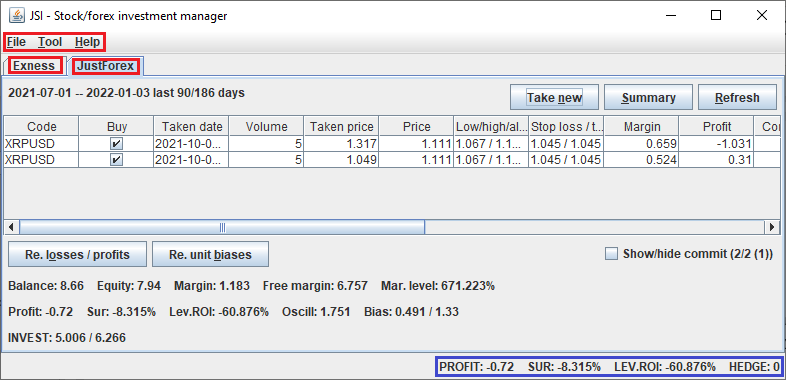 JSI - Stock/forex investment manager
File Tool Help
Exness JustForex
2021-07-01 -- 2022-01-03 last 90/186 days Take new Summary Refresh
Code Buy Taken date Volume Taken price Price Low/high/al... Stop loss / t... Margin Profit Co
XRPUSD 2021-10-0... 5 1.317 1.111 1.067 / 1.1... 1.045 / 1.045 0.659 -1.031
XRPUSD 2021-10-0... 5 1.049 1.111 1.067 / 1.1... 1.045 / 1.045 0.524 0.31
Re. losses / profits Re. unit biases Show/hide commit (2/2 (1))
Balance: 8.66 Equity: 7.94 Margin: 1.183 Free margin: 6.757 Mar. level: 671.223%
Profit: -0.72 Sur: -8.315% Lev.ROI: -60.876% Oscill: 1.751 Bias: 0.491 / 1.33
INVEST: 5.006 / 6.266
PROFIT: -0.72 SUR: -8.315% LEV.ROI: -60.876% HEDGE: 0